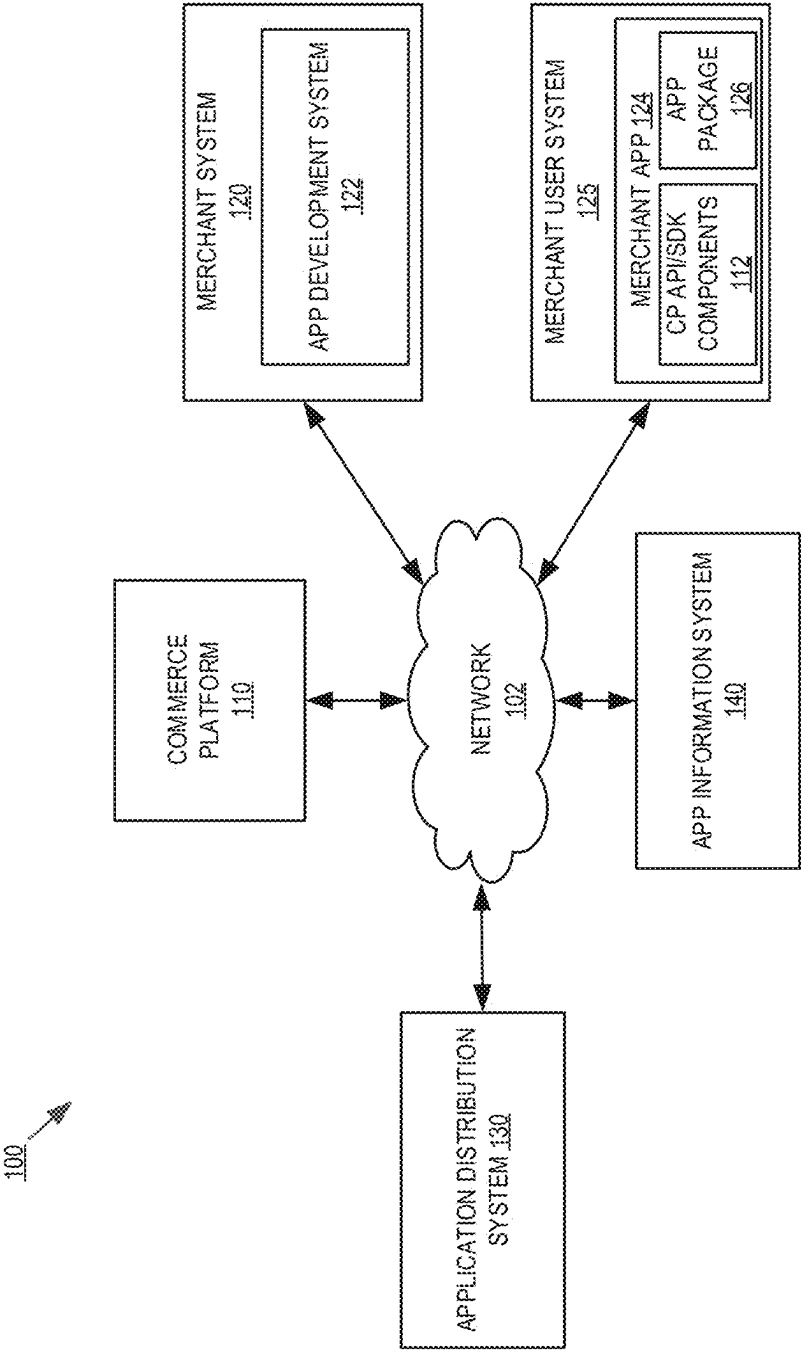 100
COMMERCE
PLATFORM
110
MERCHANT SYSTEM
120
APP DEVELOPMENT SYSTEM
122
APPLICATION DISTRIBUTION
SYSTEM 130
NETWORK
102
APP INFORMATION SYSTEM
140
MERCHANT USER SYSTEM
125
MERCHANT APP 124
CP API/SDK
COMPONENTS
112
APP
PACKAGE
126